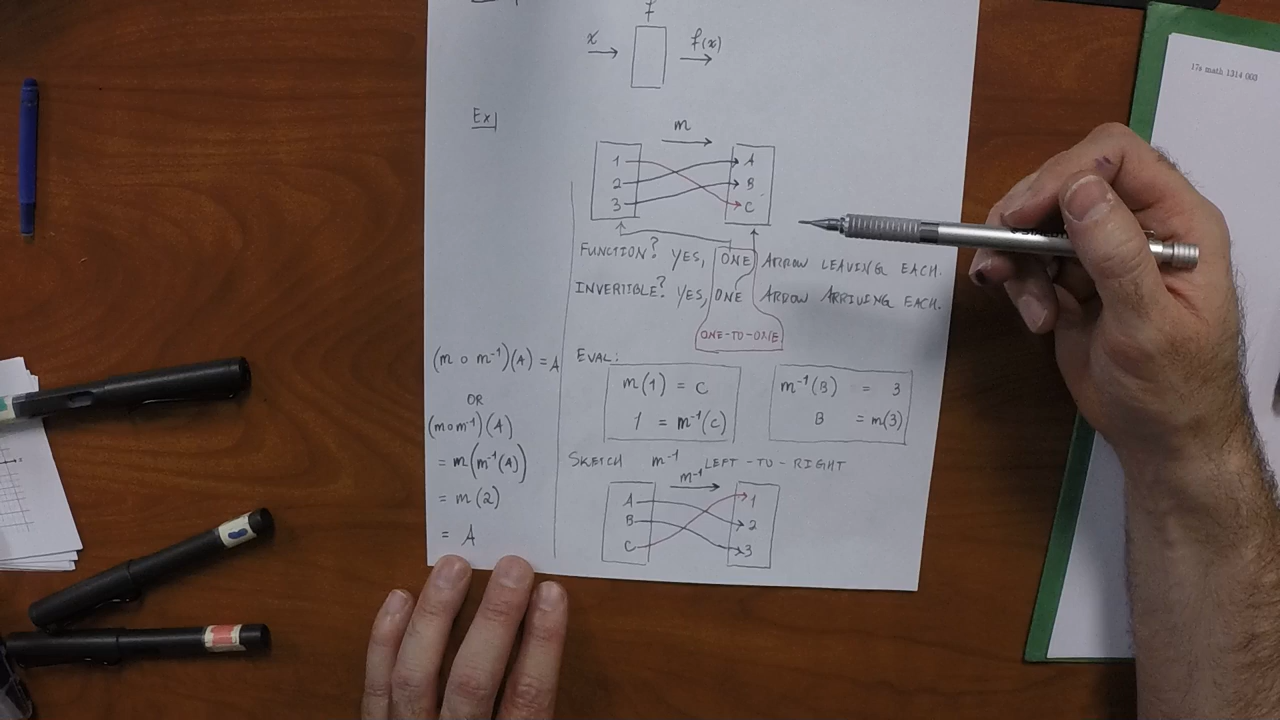 f
x f(x)
Ex
m
1 A
2 B
3 C
FUNCTION? YES, ONE ARROW LEAVING EACH.
INVERTIBLE? YES, ONE ARROW ARRIVING EACH.
ONE-TO-ONE
EVAL:
m(1) = C
1 = m⁻¹(C)
m⁻¹(B) = 3
B = m(3)
SKETCH m⁻¹ LEFT-TO-RIGHT
m⁻¹
A 1
B 2
C 3
(m o m⁻¹)(A) = A
OR
(m o m⁻¹)(A)
= m(m⁻¹(A))
= m(2)
= A
17s math 1314 003